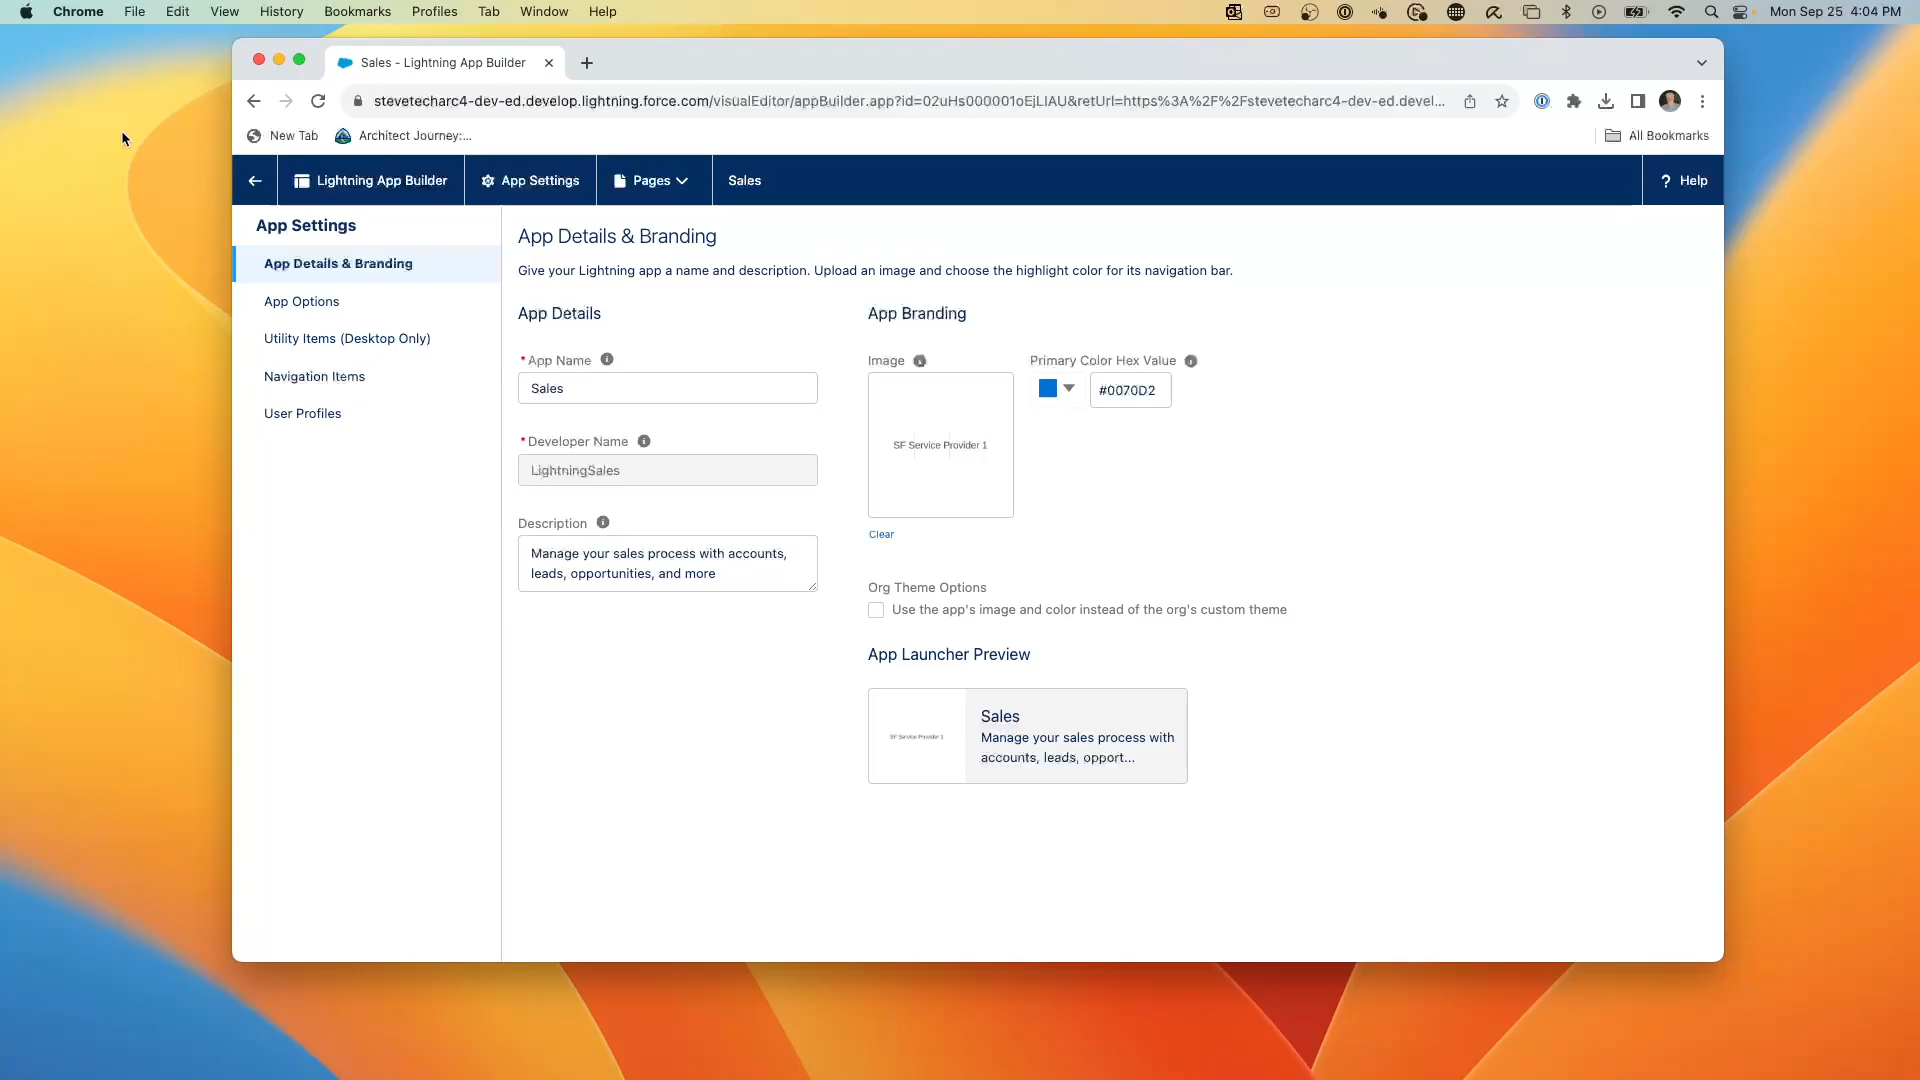 Chrome File Edit View History Bookmarks Profiles Tab Window Help Mon Sep 25 4:04 PM
Sales - Lightning App Builder
stevetecharc4-dev-ed.develop.lightning.force.com/visualEditor/appBuilder.app?id=02uHs000001oEjLIAU&retUrl=https%3A%2F%2Fstevetecharc4-dev-ed.devel...
New Tab Architect Journey:... All Bookmarks
Lightning App Builder App Settings Pages Sales ? Help
App Settings
App Details & Branding
App Options
Utility Items (Desktop Only)
Navigation Items
User Profiles
App Details & Branding
Give your Lightning app a name and description. Upload an image and choose the highlight color for its navigation bar.
App Details
* App Name
Sales
* Developer Name
LightningSales
Description
Manage your sales process with accounts,
leads, opportunities, and more
App Branding
Image
SF Service Provider 1
Clear
Primary Color Hex Value
#0070D2
Org Theme Options
Use the app's image and color instead of the org's custom theme
App Launcher Preview
SF Service Provider 1
Sales
Manage your sales process with
accounts, leads, opport...